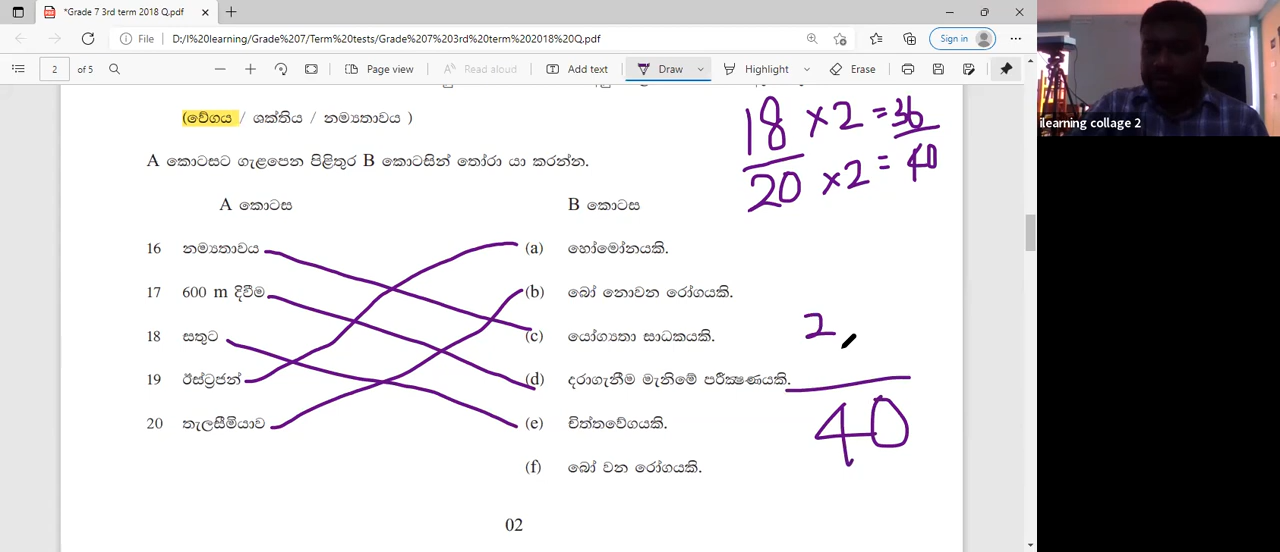 *Grade 7 3rd term 2018 Q.pdf
File D:/I%20learning/Grade%207/Term%20tests/Grade%207%203rd%20term%202018%20Q.pdf
Sign in
2 of 5
Page view
Read aloud
Add text
Draw
Highlight
Erase
ilearning collage 2
(වේගය / ශක්තිය / නම්‍යතාවය )
18 ×2 = 36
20 ×2 = 40
A කොටසට ගැළපෙන පිළිතුර B කොටසින් තෝරා යා කරන්න.
A කොටස B කොටස
16 නම්‍යතාවය (a) හෝමෝනයකි.
17 600 m දිවීම (b) බෝ නොවන රෝගයකි.
18 සතුට (c) යෝග්‍යතා සාධකයකි.
19 ඊස්ට්‍රජන් (d) දරාගැනීම මැනීමේ පරීක්ෂණයකි.
20 තැලසීමියාව (e) චිත්තවේගයකි.
(f) බෝ වන රෝගයකි.
2
40
02